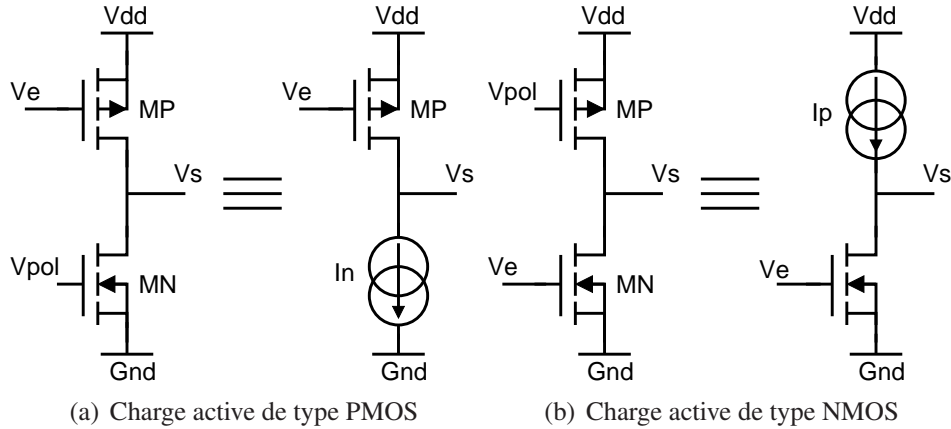 Vdd Vdd Vdd Vdd
Ve MP Ve MP Vpol MP Ip
Vs Vs Vs Vs
Vpol MN In Ve MN Ve
Gnd Gnd Gnd Gnd
(a) Charge active de type PMOS (b) Charge active de type NMOS